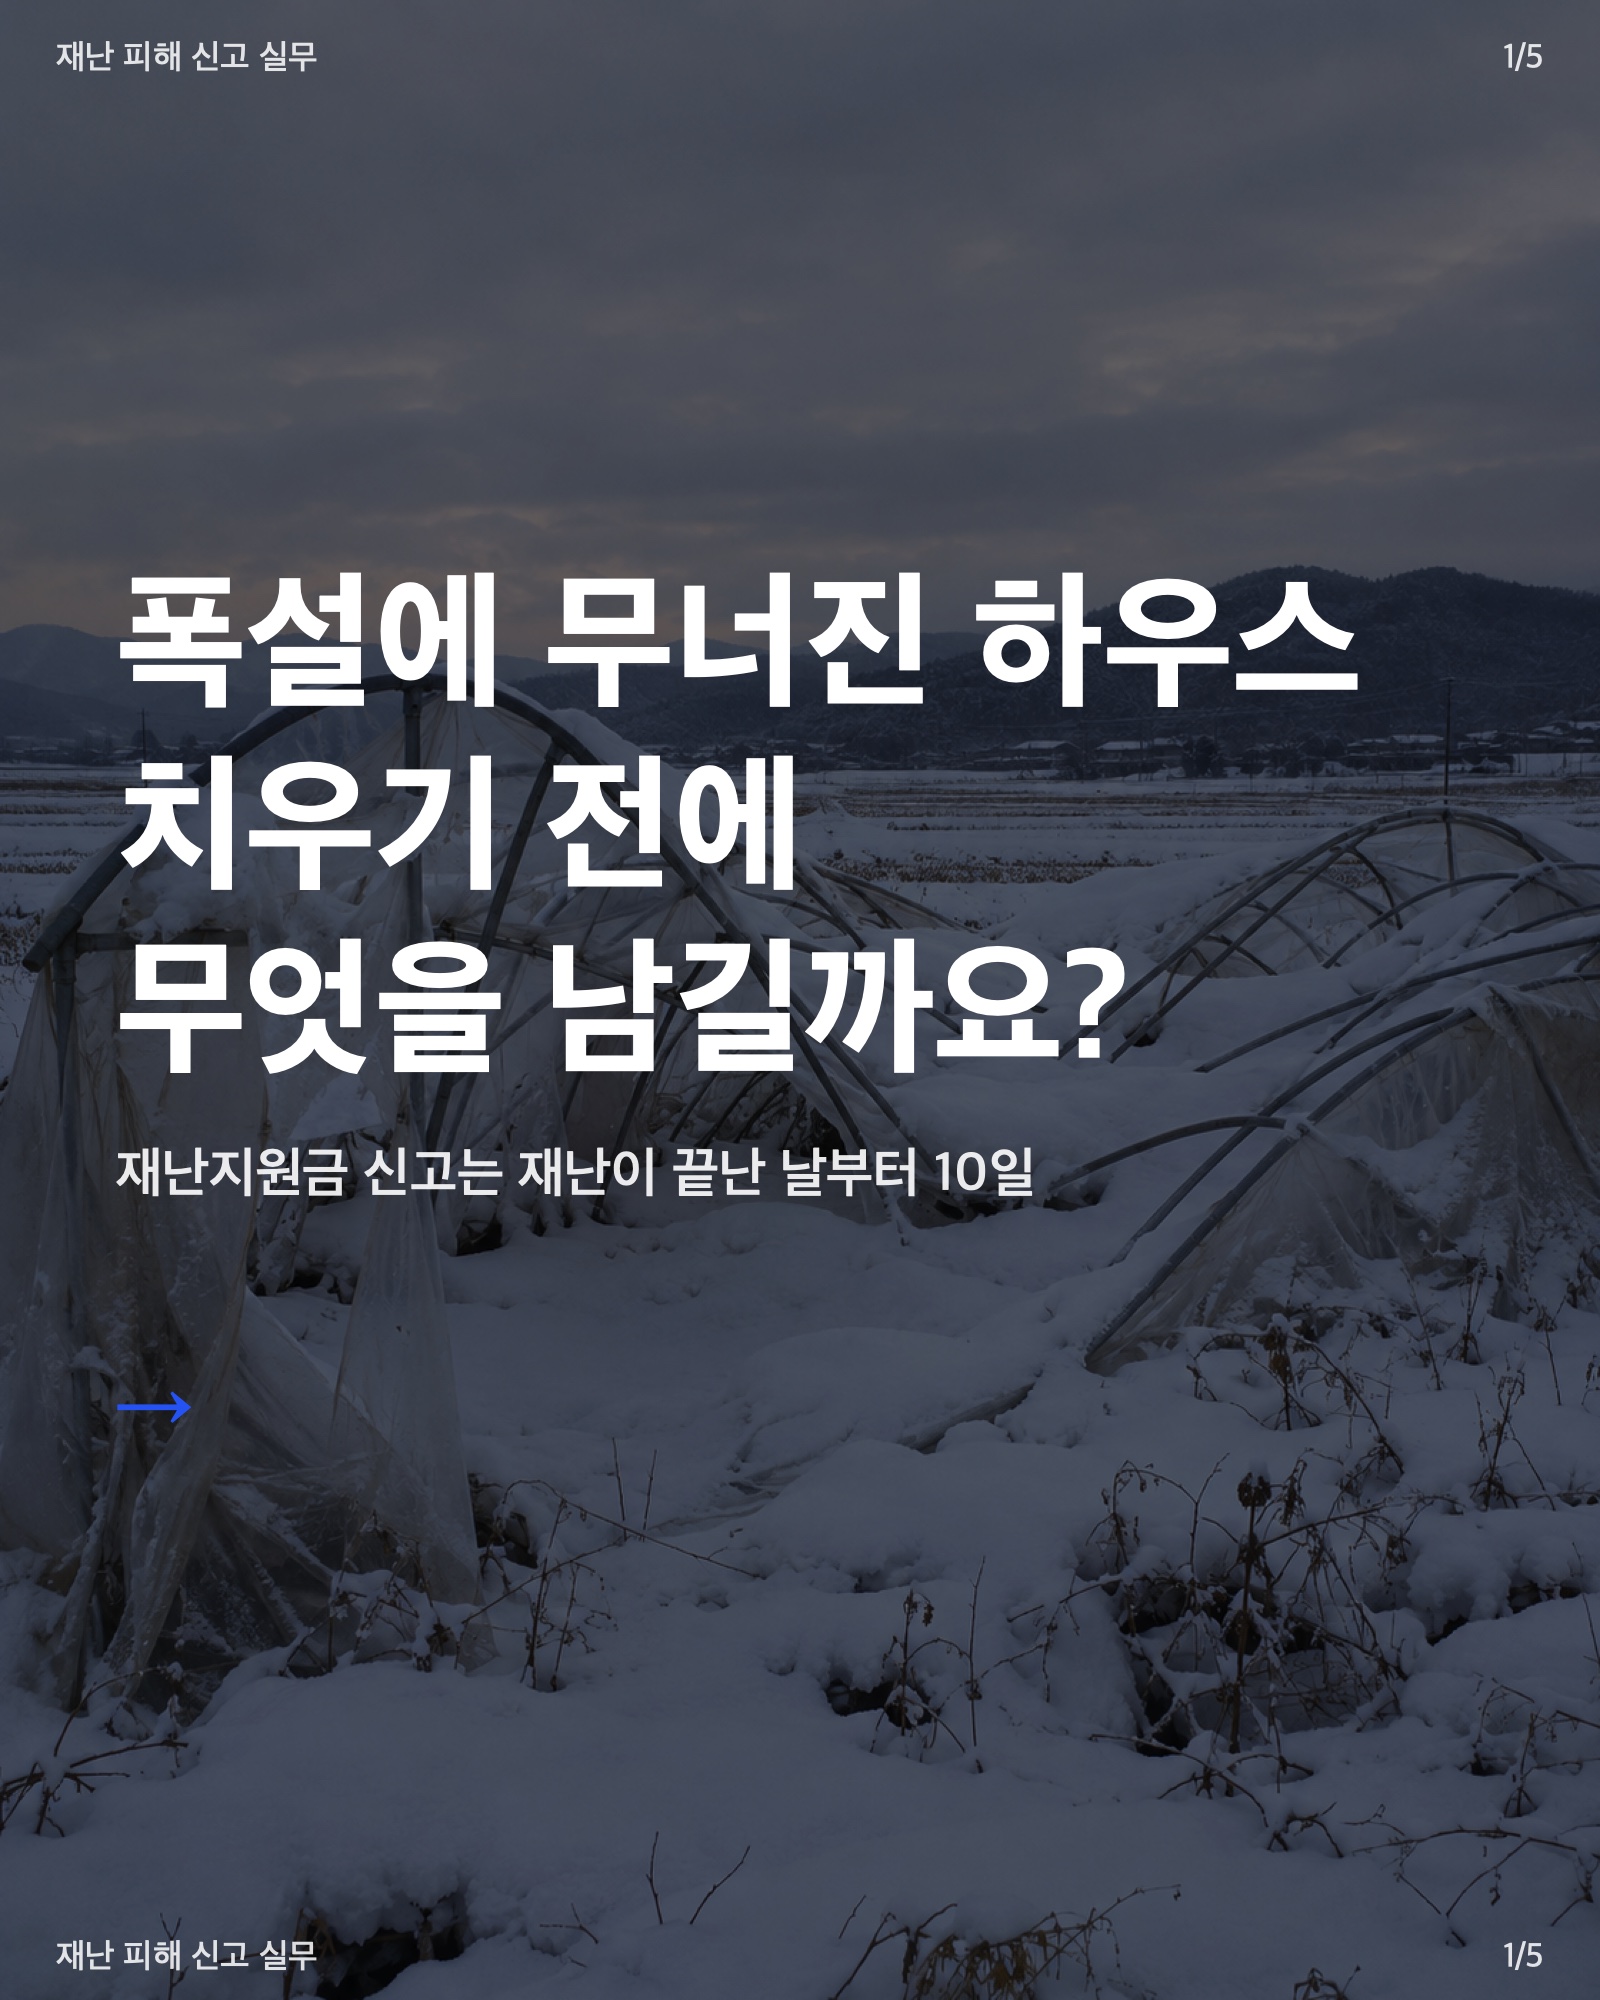 재난 피해 신고 실무
1/5
폭설에 무너진 하우스
치우기 전에
무엇을 남길까요?
재난지원금 신고는 재난이 끝난 날부터 10일
→
재난 피해 신고 실무
1/5